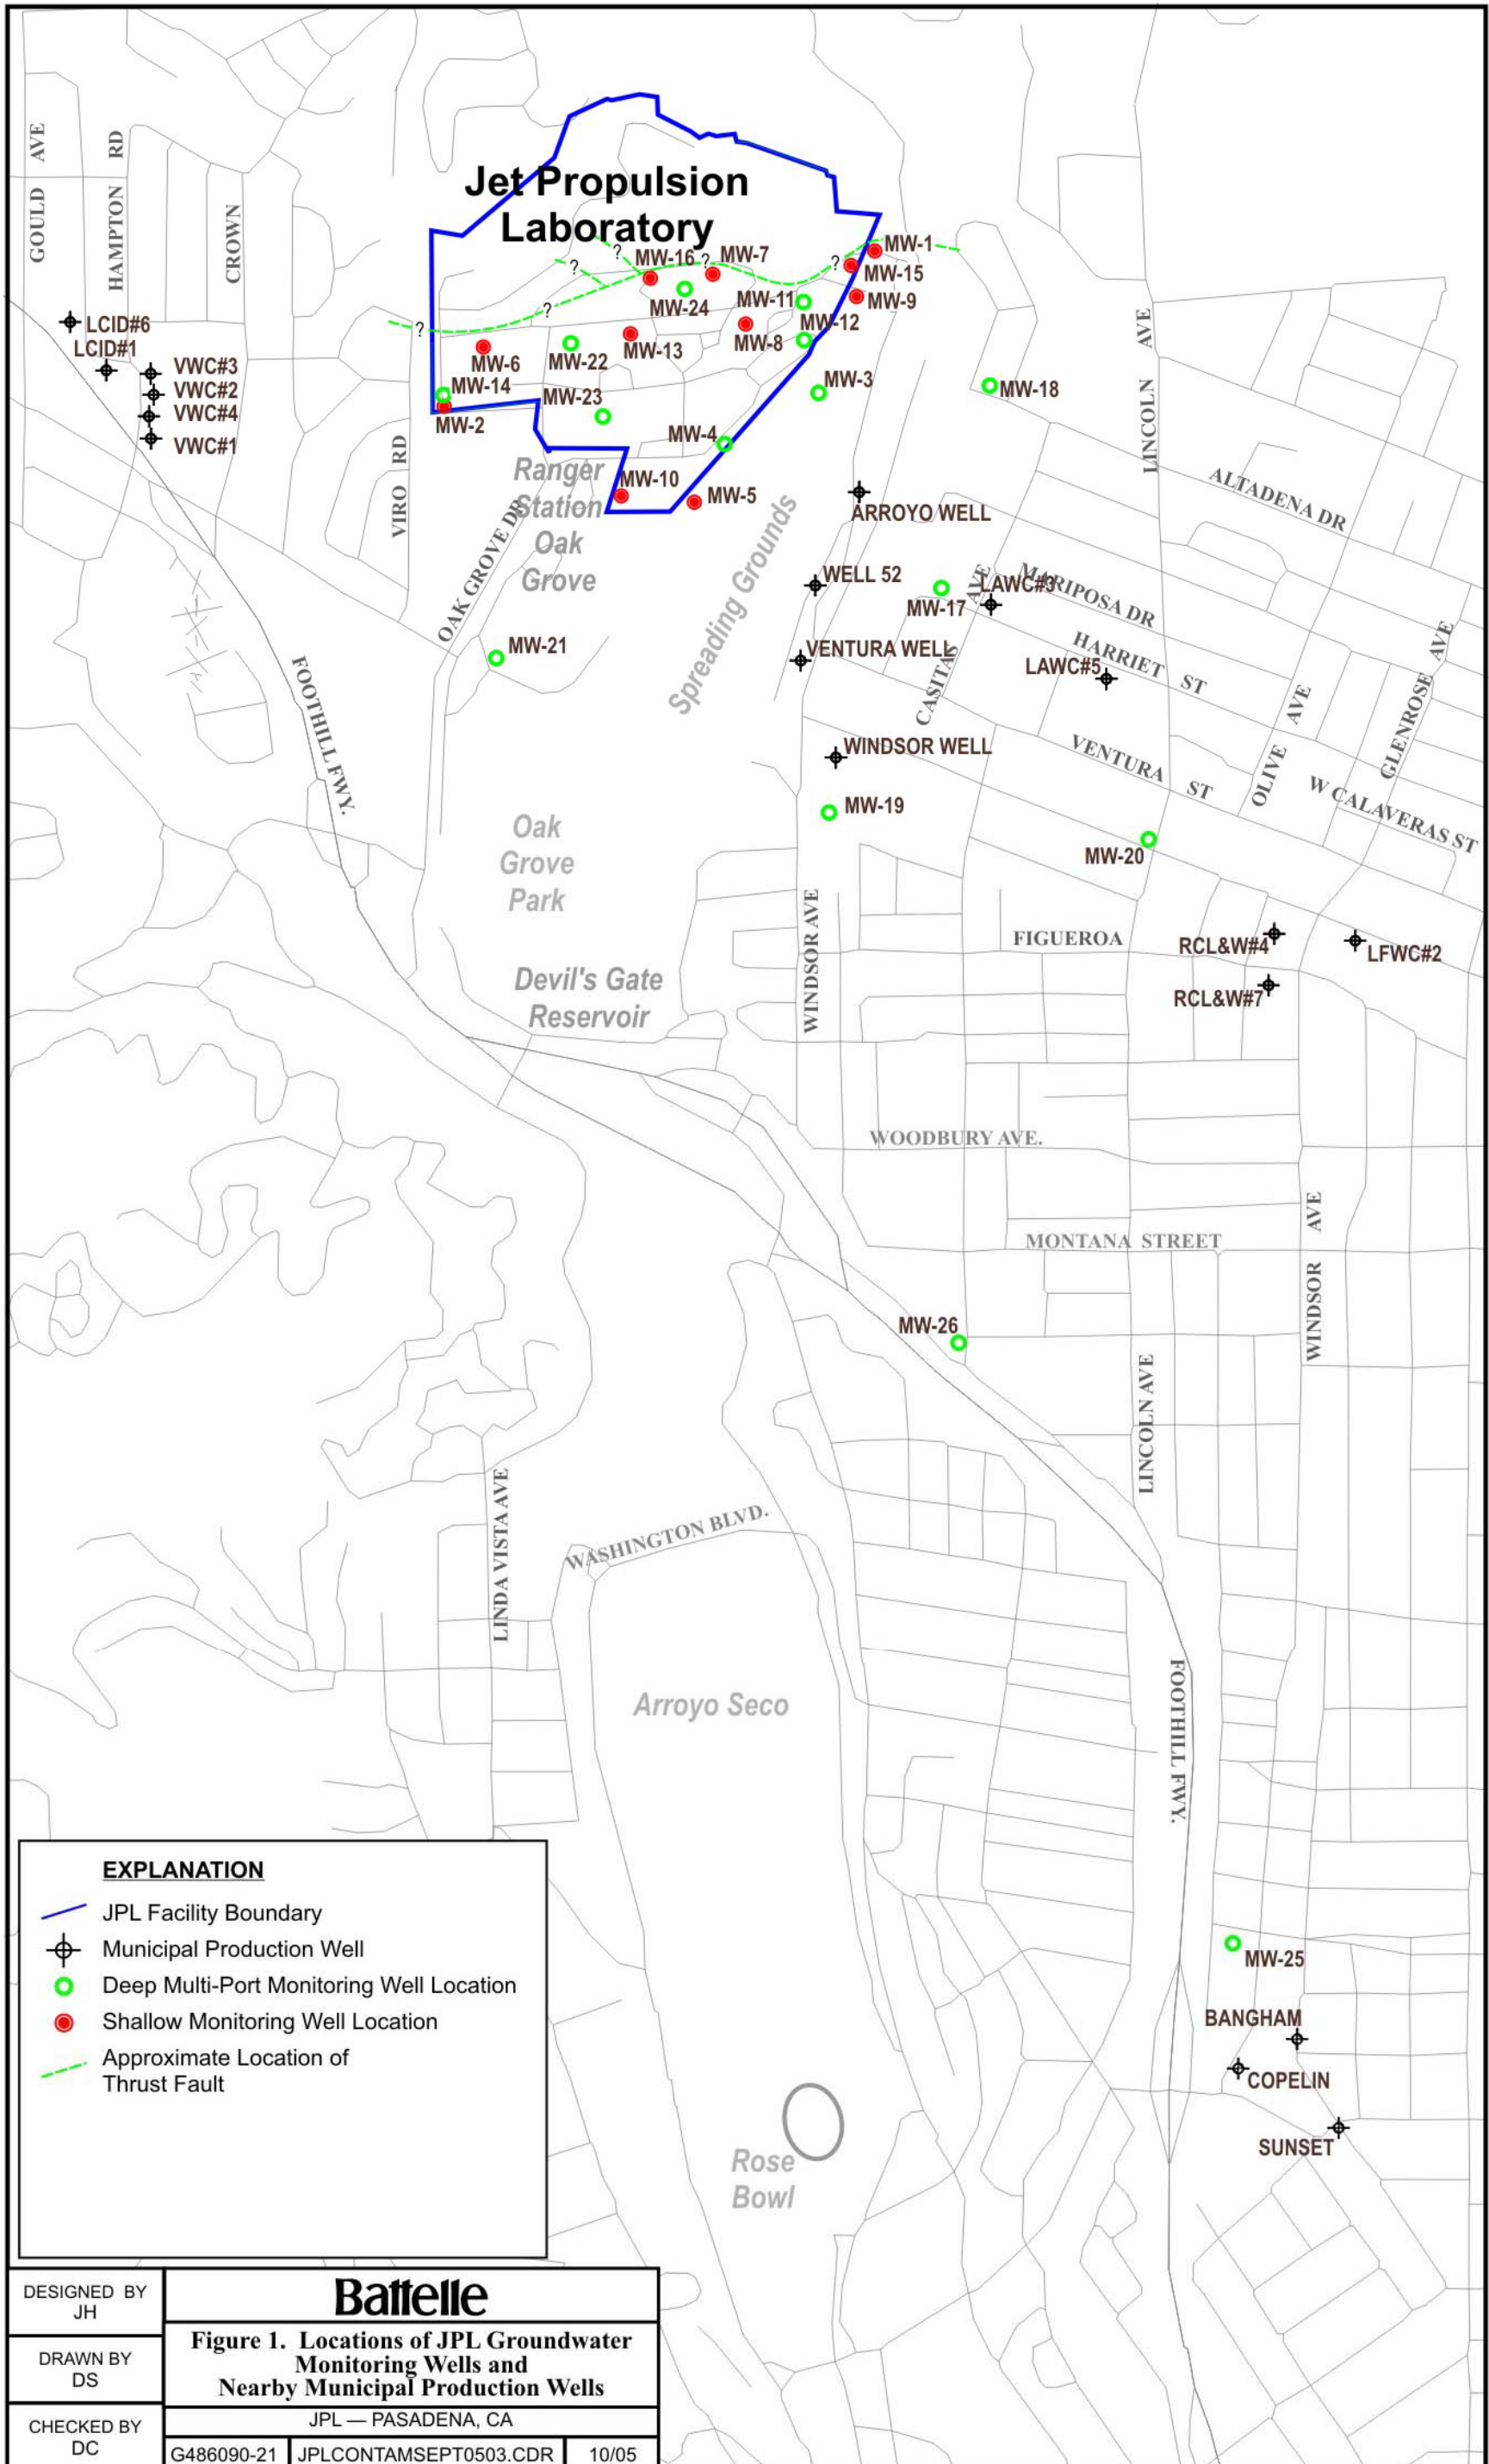 GOULD AVE
HAMPTON RD
CROWN
Jet Propulsion
Laboratory
?
?
?
?
?
?
?
MW-16
MW-7
MW-1
MW-15
MW-24
MW-11
MW-9
MW-12
MW-8
MW-13
MW-22
MW-6
MW-14
MW-2
MW-23
MW-3
MW-18
MW-4
MW-10
MW-5
LCID#6
LCID#1
VWC#3
VWC#2
VWC#4
VWC#1
VIRO RD
OAK GROVE DR
Ranger
Station
Oak
Grove
Spreading Grounds
LINCOLN AVE
ALTADENA DR
ARROYO WELL
WELL 52
MW-17
CASITAS AVE
LAWC#3
MARIPOSA DR
HARRIET ST
VENTURA WELL
LAWC#5
MW-21
FOOTHILL FWY.
WINDSOR WELL
VENTURA ST
OLIVE AVE
GLENROSE AVE
W CALAVERAS ST
MW-19
MW-20
Oak
Grove
Park
WINDSOR AVE
FIGUEROA
RCL&W#4
LFWC#2
RCL&W#7
Devil's Gate
Reservoir
WOODBURY AVE.
MONTANA STREET
WINDSOR AVE
MW-26
LINCOLN AVE
LINDA VISTA AVE
WASHINGTON BLVD.
Arroyo Seco
FOOTHILL FWY.
MW-25
BANGHAM
COPELIN
SUNSET
Rose
Bowl
EXPLANATION
JPL Facility Boundary
Municipal Production Well
Deep Multi-Port Monitoring Well Location
Shallow Monitoring Well Location
Approximate Location of
Thrust Fault
DESIGNED BY
JH
DRAWN BY
DS
CHECKED BY
DC
Battelle
Figure 1. Locations of JPL Groundwater
Monitoring Wells and
Nearby Municipal Production Wells
JPL — PASADENA, CA
G486090-21
JPLCONTAMSEPT0503.CDR
10/05